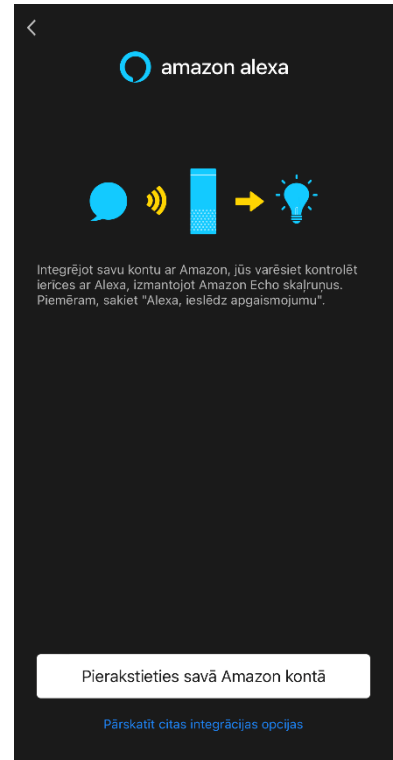 amazon alexa
Integrējot savu kontu ar Amazon, jūs varēsiet kontrolēt
ierīces ar Alexa, izmantojot Amazon Echo skaļruņus.
Piemēram, sakiet "Alexa, ieslēdz apgaismojumu".
Pierakstieties savā Amazon kontā
Pārskatīt citas integrācijas opcijas